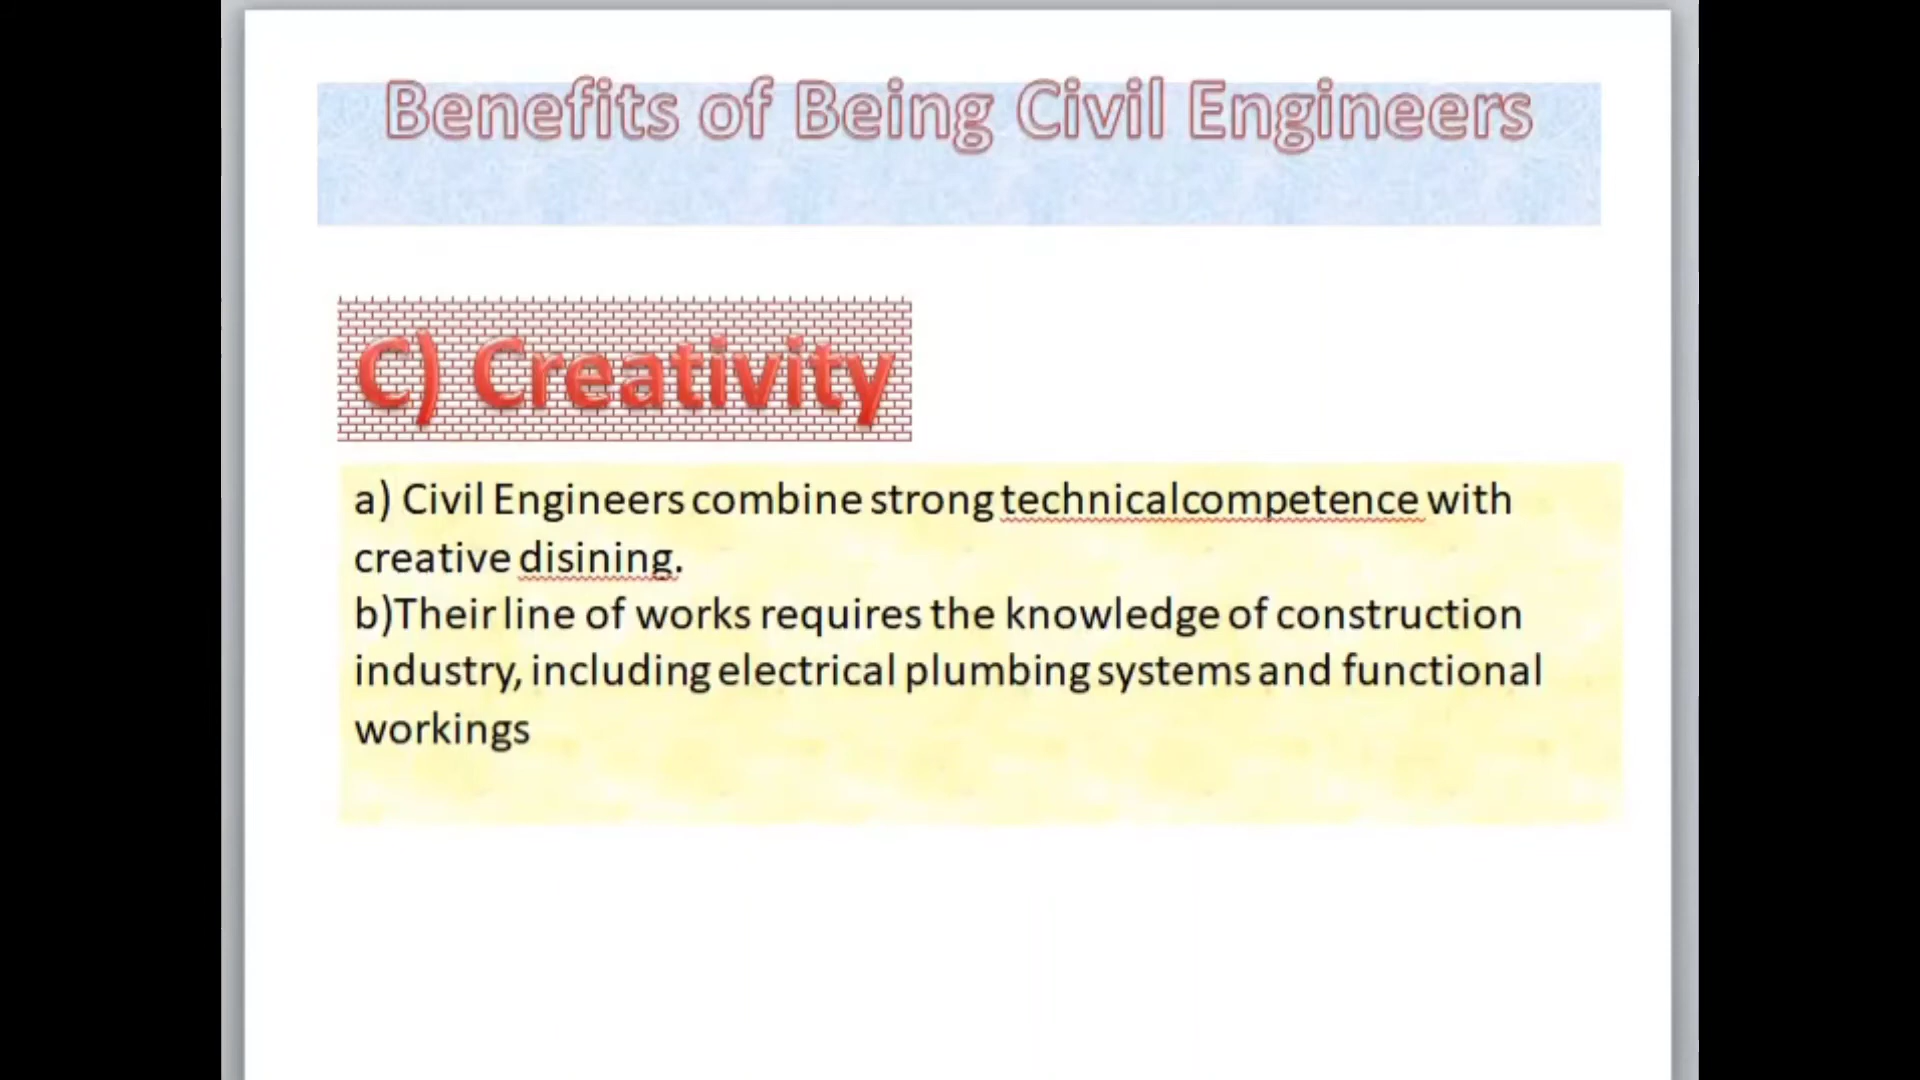 Benefits of Being Civil Engineers
C) Creativity
a) Civil Engineers combine strong technicalcompetence with
creative disining.
b)Their line of works requires the knowledge of construction
industry, including electrical plumbing systems and functional
workings